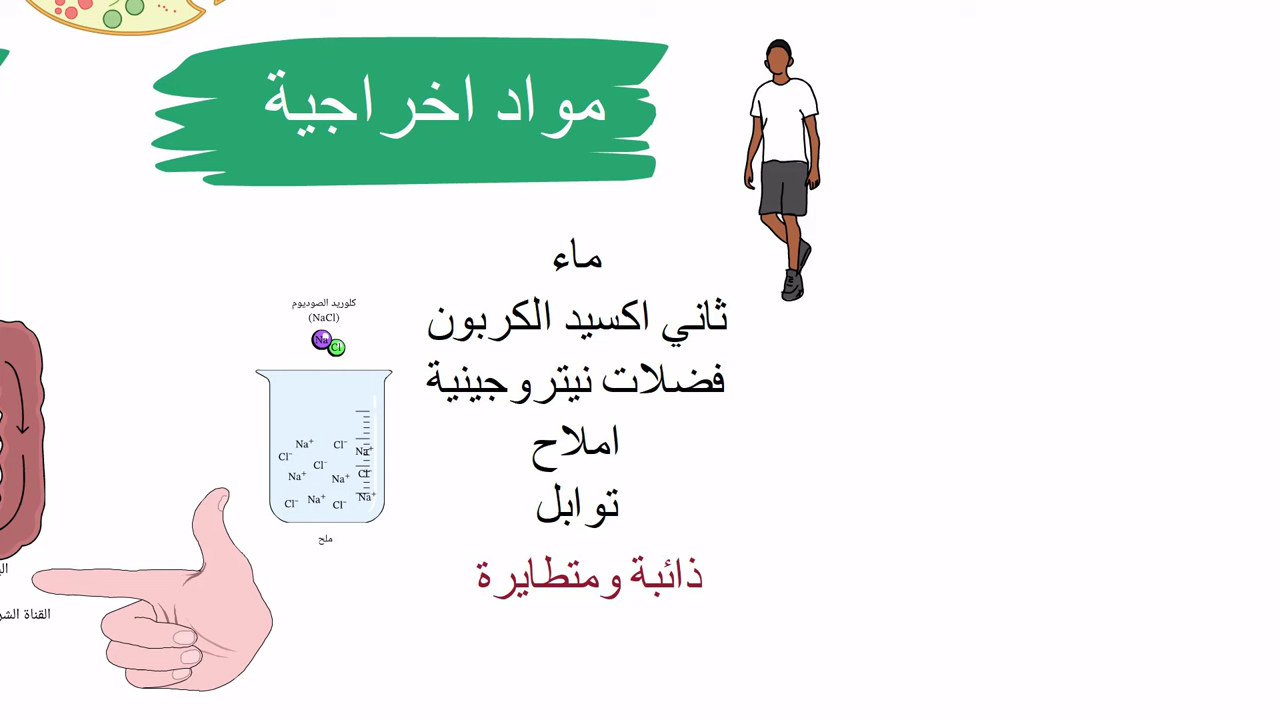 مواد اخراجية
ماء
ثاني اكسيد الكربون
فضلات نيتروجينية
املاح
توابل
ذائبة ومتطايرة
كلوريد الصوديوم
(NaCl)
Na
Cl
Na⁺
Cl⁻
Na⁺
Cl⁻
Cl⁻
Cl⁻
Na⁺
Na⁺
Na⁺
Cl⁻
Na⁺
Cl⁻
ملح
القناة